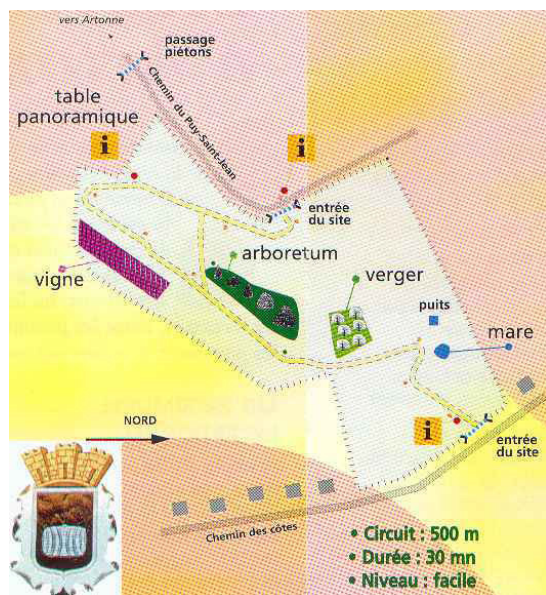 vers Artonne
passage
piétons
table
panoramique
i
i
Chemin du Puy-Saint-Jean
entrée
du site
arboretum
vigne
verger
puits
mare
i
NORD
entrée
du site
Chemin des côtes
• Circuit : 500 m
• Durée : 30 mn
• Niveau : facile